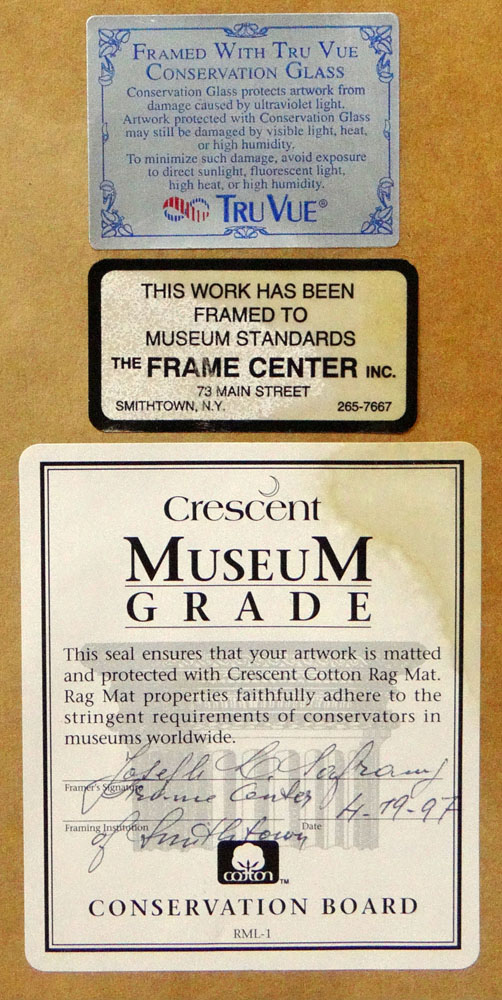 FRAMED WITH TRU VUE
CONSERVATION GLASS
Conservation Glass protects artwork from
damage caused by ultraviolet light.
Artwork protected with Conservation Glass
may still be damaged by visible light, heat,
or high humidity.
To minimize such damage, avoid exposure
to direct sunlight, fluorescent light,
high heat, or high humidity.
TRU VUE®
THIS WORK HAS BEEN
FRAMED TO
MUSEUM STANDARDS
THE FRAME CENTER INC.
73 MAIN STREET
SMITHTOWN, N.Y. 265-7667
Crescent
MUSEUM
GRADE
This seal ensures that your artwork is matted
and protected with Crescent Cotton Rag Mat.
Rag Mat properties faithfully adhere to the
stringent requirements of conservators in
museums worldwide.
Joseph L.
Framer's Signature
Frame Center 4-19-97
Framing Institution Date
of Smithtown
cotton ™
CONSERVATION BOARD
RML-1